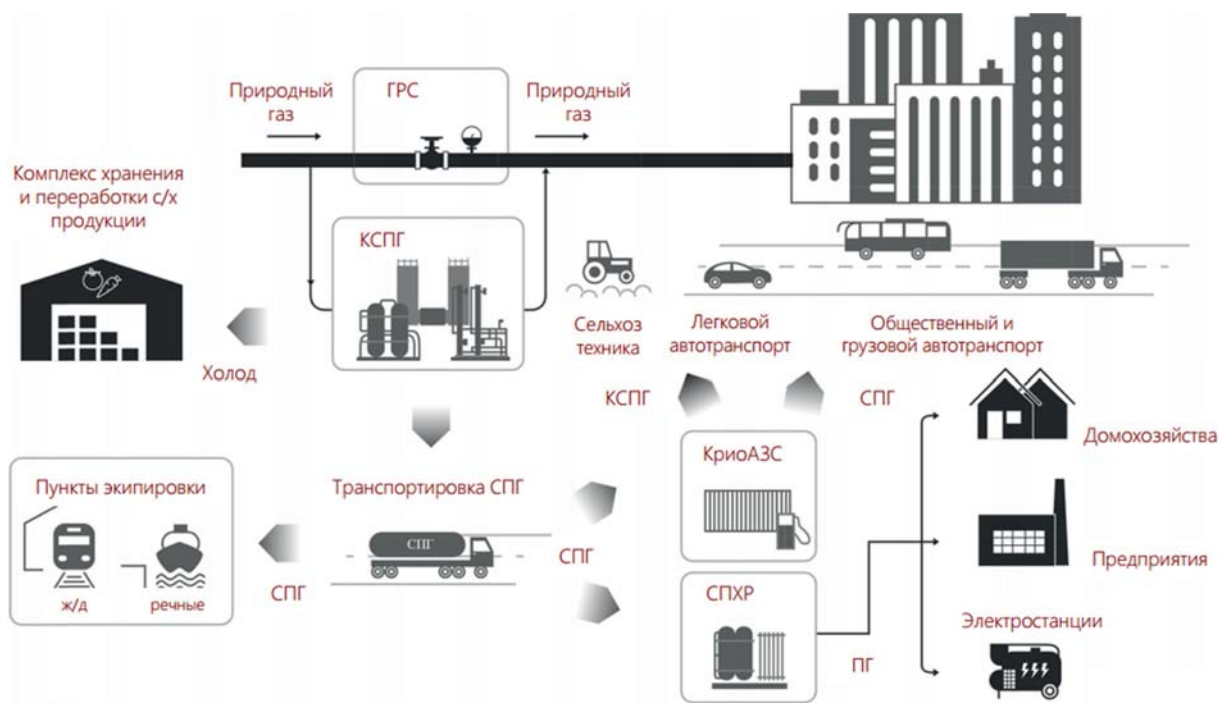 Природный
газ
ГРС
Природный
газ
Комплекс хранения
и переработки с/х
продукции
КСПГ
Сельхоз
техника
Легковой
автотранспорт
Общественный и
грузовой автотранспорт
Холод
КСПГ
СПГ
Домохозяйства
КриоАЗС
Пункты экипировки
Транспортировка СПГ
СПГ
СПГ
Предприятия
СПГ
ж/д
речные
СПХР
Электростанции
ПГ